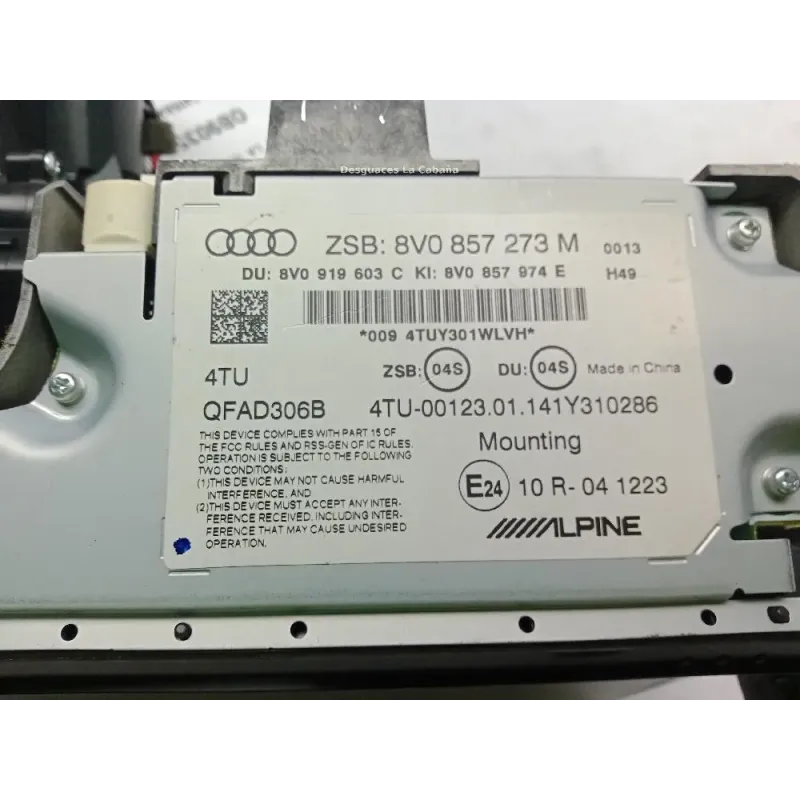 Desguaces La Cabana
ZSB: 8V0 857 273 M 0013
DU: 8V0 919 603 C KI: 8V0 857 974 E H49
*009 4TUY301WLVH*
4TU ZSB: 04S DU: 04S Made in China
QFAD306B 4TU-00123.01.141Y310286
THIS DEVICE COMPLIES WITH PART 15 OF
THE FCC RULES AND RSS-GEN OF IC RULES.
OPERATION IS SUBJECT TO THE FOLLOWING
TWO CONDITIONS:
(1)THIS DEVICE MAY NOT CAUSE HARMFUL
INTERFERENCE, AND
(2)THIS DEVICE MUST ACCEPT ANY INTER-
FERENCE RECEIVED, INCLUDING INTER-
FERENCE THAT MAY CAUSE UNDESIRED
OPERATION.
Mounting
E24 10 R- 04 1223
ALPINE